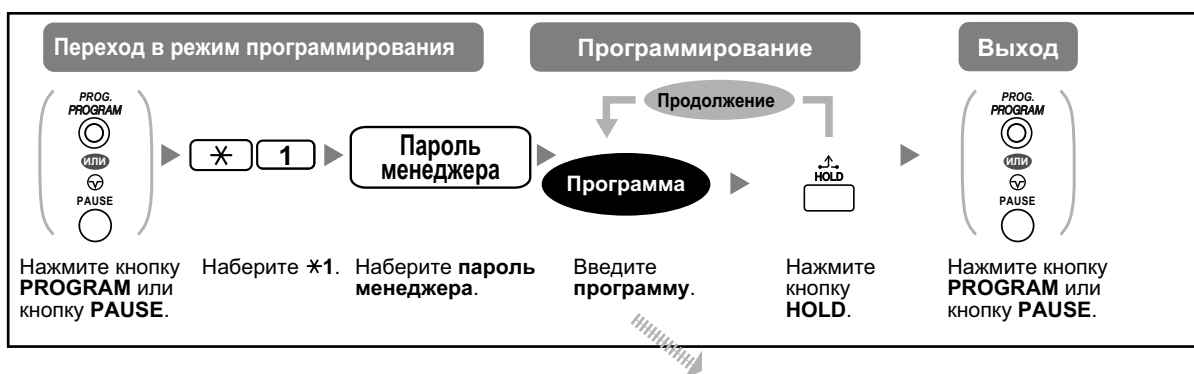 Переход в режим программирования
Программирование
Выход
PROG.
PROGRAM
ИЛИ
PAUSE
✳
1
Пароль
менеджера
Продолжение
Программа
HOLD
PROG.
PROGRAM
ИЛИ
PAUSE
Нажмите кнопку
PROGRAM или
кнопку PAUSE.
Наберите ✳1.
Наберите пароль
менеджера.
Введите
программу.
Нажмите
кнопку
HOLD.
Нажмите кнопку
PROGRAM или
кнопку PAUSE.